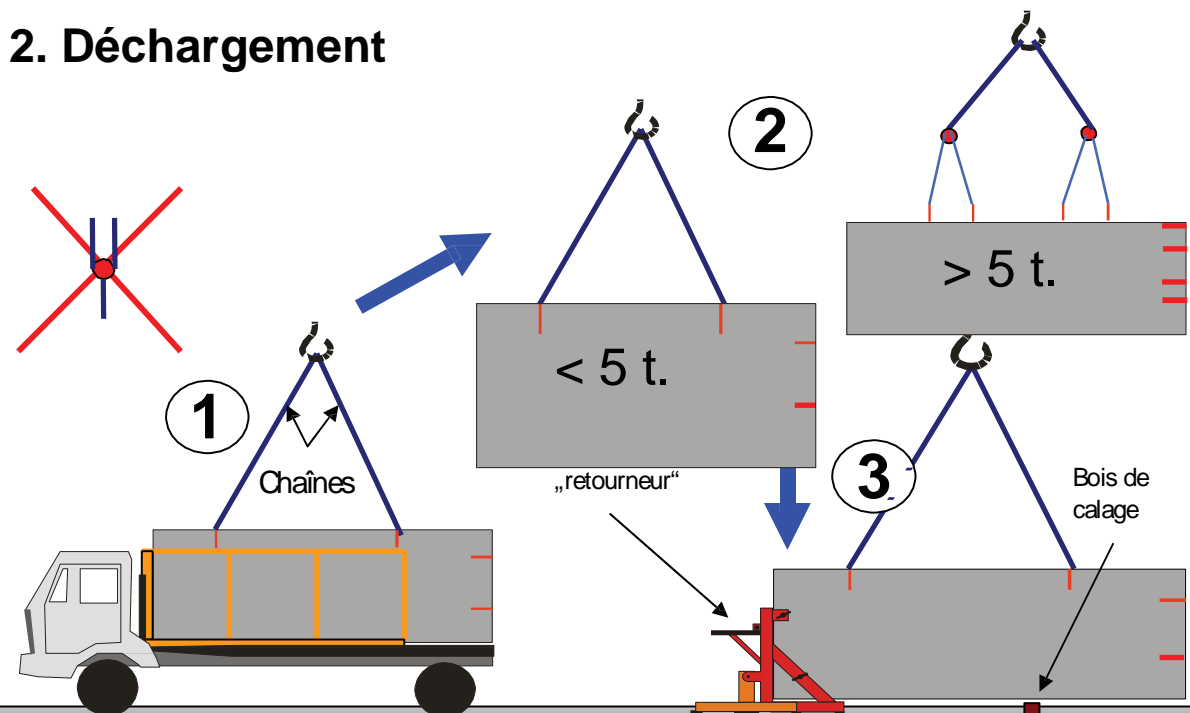 2. Déchargement
1
Chaînes
2
< 5 t.
> 5 t.
„retourneur“
3
Bois de
calage